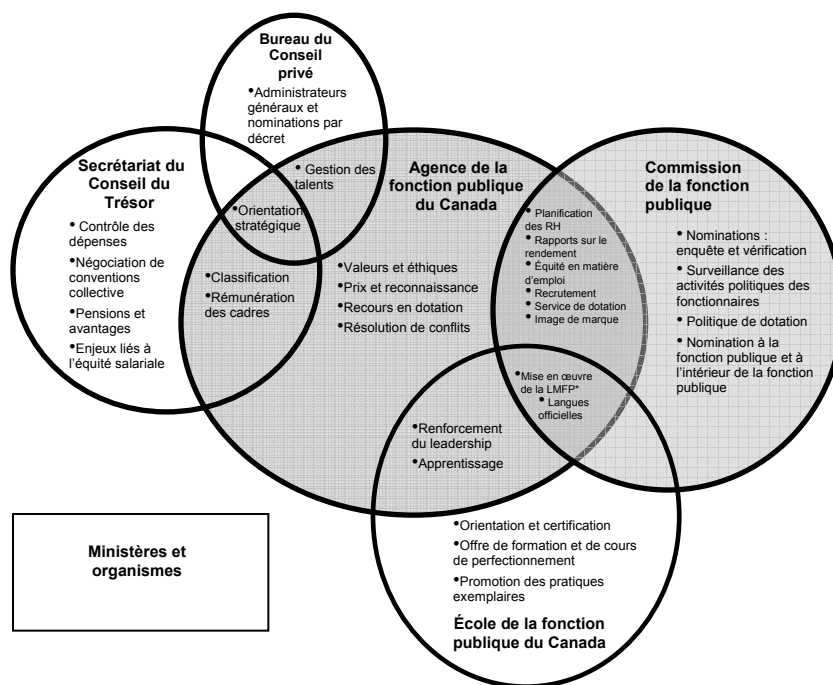 Bureau du
Conseil
privé
•Administrateurs
généraux et
nominations par
décret
• Gestion des
talents
Secrétariat du
Conseil du
Trésor
• Contrôle des
dépenses
•Négociation de
conventions
collective
•Pensions et
avantages
•Enjeux liés à
l'équité salariale
•Orientation
stratégique
•Classification
•Rémunération
des cadres
Agence de la
fonction publique
du Canada
•Valeurs et éthiques
•Prix et reconnaissance
•Recours en dotation
•Résolution de conflits
• Planification
des RH
• Rapports sur le
rendement
• Équité en matière
d'emploi
• Recrutement
• Service de dotation
• Image de marque
Commission
de la fonction
publique
• Nominations :
enquête et vérification
• Surveillance des
activités politiques des
fonctionnaires
• Politique de dotation
• Nomination à la
fonction publique et à
l'intérieur de la fonction
publique
•Mise en œuvre
de la LMFP*
• Langues
officielles
•Renforcement
du leadership
•Apprentissage
•Orientation et certification
•Offre de formation et de cours
de perfectionnement
•Promotion des pratiques
exemplaires
École de la fonction
publique du Canada
Ministères et
organismes